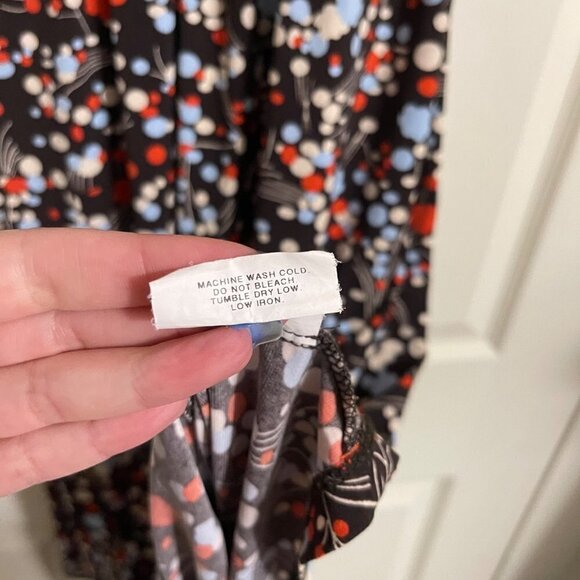 MACHINE WASH COLD.
DO NOT BLEACH
TUMBLE DRY LOW
LOW IRON.